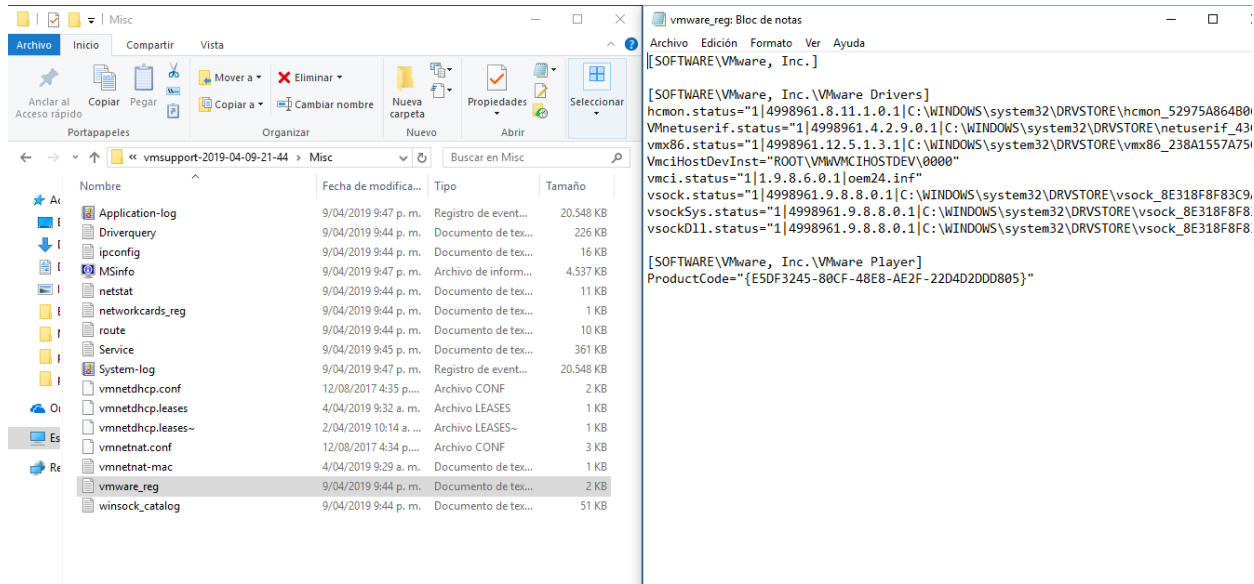 Misc
Archivo Inicio Compartir Vista
Anclar al Acceso rápido
Copiar
Pegar
Mover a
Copiar a
Eliminar
Cambiar nombre
Nueva carpeta
Propiedades
Seleccionar
Portapapeles Organizar Nuevo Abrir
« vmsupport-2019-04-09-21-44 > Misc
Buscar en Misc
Nombre Fecha de modifica... Tipo Tamaño
Application-log 9/04/2019 9:47 p. m. Registro de event... 20.548 KB
Driverquery 9/04/2019 9:44 p. m. Documento de tex... 226 KB
ipconfig 9/04/2019 9:44 p. m. Documento de tex... 16 KB
MSinfo 9/04/2019 9:47 p. m. Archivo de inform... 4.537 KB
netstat 9/04/2019 9:44 p. m. Documento de tex... 11 KB
networkcards_reg 9/04/2019 9:44 p. m. Documento de tex... 1 KB
route 9/04/2019 9:44 p. m. Documento de tex... 10 KB
Service 9/04/2019 9:45 p. m. Documento de tex... 361 KB
System-log 9/04/2019 9:47 p. m. Registro de event... 20.548 KB
vmnetdhcp.conf 12/08/2017 4:35 p.... Archivo CONF 2 KB
vmnetdhcp.leases 4/04/2019 9:32 a. m. Archivo LEASES 1 KB
vmnetdhcp.leases~ 2/04/2019 10:14 a. ... Archivo LEASES~ 1 KB
vmnetnat.conf 12/08/2017 4:34 p.... Archivo CONF 3 KB
vmnetnat-mac 4/04/2019 9:29 a. m. Documento de tex... 1 KB
vmware_reg 9/04/2019 9:44 p. m. Documento de tex... 2 KB
winsock_catalog 9/04/2019 9:44 p. m. Documento de tex... 51 KB
vmware_reg: Bloc de notas
Archivo Edición Formato Ver Ayuda
[SOFTWARE\VMware, Inc.]
[SOFTWARE\VMware, Inc.\VMware Drivers]
hcmon.status="1|4998961.8.11.1.0.1|C:\WINDOWS\system32\DRVSTORE\hcmon_52975A864B0
VMnetuserif.status="1|4998961.4.2.9.0.1|C:\WINDOWS\system32\DRVSTORE\netuserif_43
vmx86.status="1|4998961.12.5.1.3.1|C:\WINDOWS\system32\DRVSTORE\vmx86_238A1557A75
VmciHostDevInst="ROOT\VMWVMCIHOSTDEV\0000"
vmci.status="1|1.9.8.6.0.1|oem24.inf"
vsock.status="1|4998961.9.8.8.0.1|C:\WINDOWS\system32\DRVSTORE\vsock_8E318F8F83C9
vsockSys.status="1|4998961.9.8.8.0.1|C:\WINDOWS\system32\DRVSTORE\vsock_8E318F8F8
vsockDll.status="1|4998961.9.8.8.0.1|C:\WINDOWS\system32\DRVSTORE\vsock_8E318F8F8
[SOFTWARE\VMware, Inc.\VMware Player]
ProductCode="{E5DF3245-80CF-48E8-AE2F-22D4D2DDD805}"